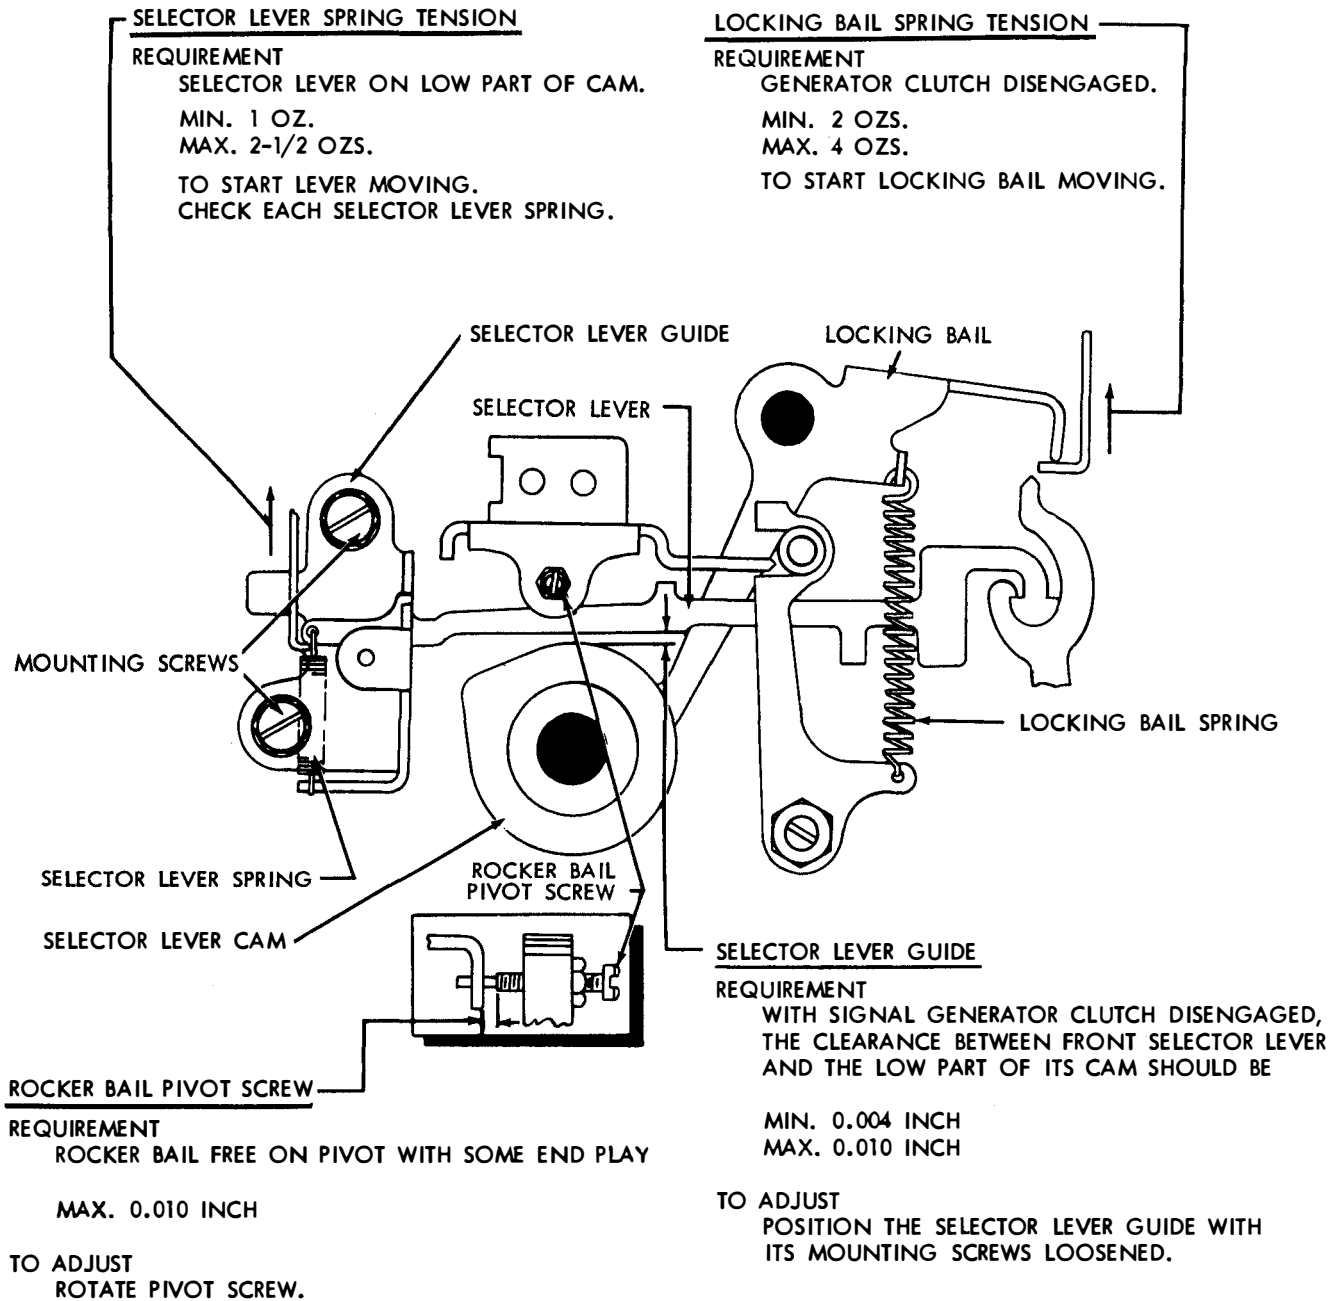 SELECTOR LEVER SPRING TENSION
REQUIREMENT
SELECTOR LEVER ON LOW PART OF CAM.
MIN. 1 OZ.
MAX. 2-1/2 OZS.
TO START LEVER MOVING.
CHECK EACH SELECTOR LEVER SPRING.
LOCKING BAIL SPRING TENSION
REQUIREMENT
GENERATOR CLUTCH DISENGAGED.
MIN. 2 OZS.
MAX. 4 OZS.
TO START LOCKING BAIL MOVING.
SELECTOR LEVER GUIDE
LOCKING BAIL
SELECTOR LEVER
MOUNTING SCREWS
LOCKING BAIL SPRING
SELECTOR LEVER SPRING
ROCKER BAIL
PIVOT SCREW
SELECTOR LEVER CAM
SELECTOR LEVER GUIDE
REQUIREMENT
WITH SIGNAL GENERATOR CLUTCH DISENGAGED,
THE CLEARANCE BETWEEN FRONT SELECTOR LEVER
AND THE LOW PART OF ITS CAM SHOULD BE
MIN. 0.004 INCH
MAX. 0.010 INCH
TO ADJUST
POSITION THE SELECTOR LEVER GUIDE WITH
ITS MOUNTING SCREWS LOOSENED.
ROCKER BAIL PIVOT SCREW
REQUIREMENT
ROCKER BAIL FREE ON PIVOT WITH SOME END PLAY
MAX. 0.010 INCH
TO ADJUST
ROTATE PIVOT SCREW.